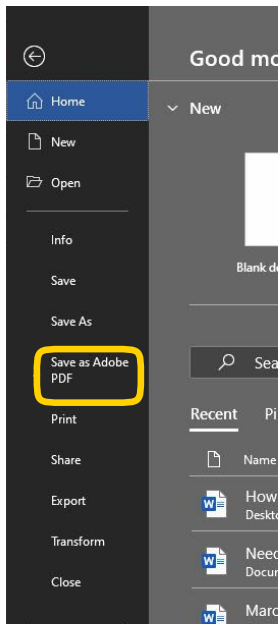 Good mo
Home
New
New
Open
Blank de
Info
Save
Save As
Sea
Save as Adobe
PDF
Recent
Pi
Print
Name
Share
How
Deskto
Export
Need
Docum
Transform
Close
Marc